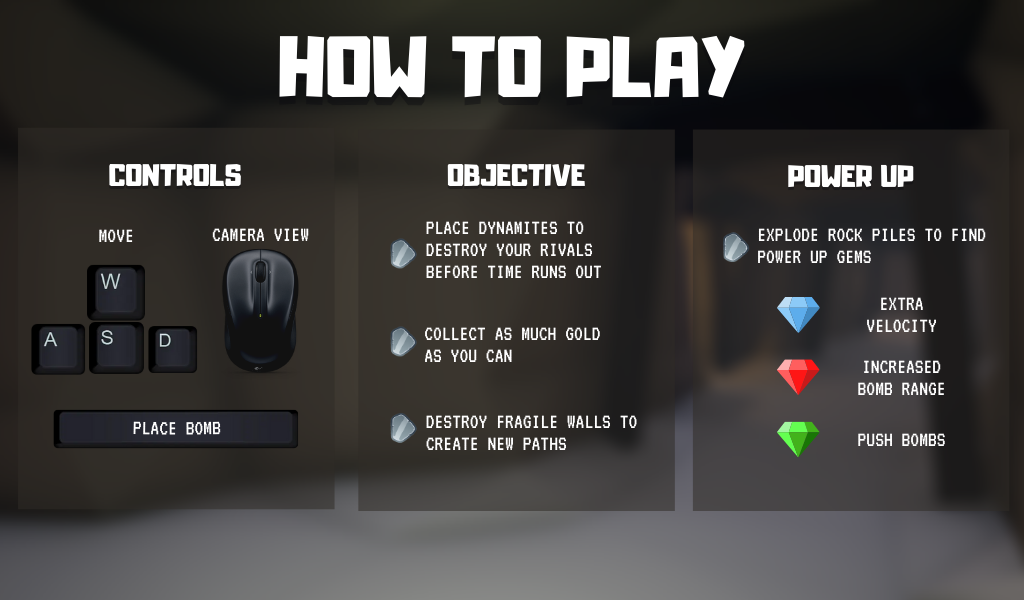 HOW TO PLAY
CONTROLS
MOVE
CAMERA VIEW
W
A
S
D
PLACE BOMB
OBJECTIVE
PLACE DYNAMITES TO
DESTROY YOUR RIVALS
BEFORE TIME RUNS OUT
COLLECT AS MUCH GOLD
AS YOU CAN
DESTROY FRAGILE WALLS TO
CREATE NEW PATHS
POWER UP
EXPLODE ROCK PILES TO FIND
POWER UP GEMS
EXTRA
VELOCITY
INCREASED
BOMB RANGE
PUSH BOMBS